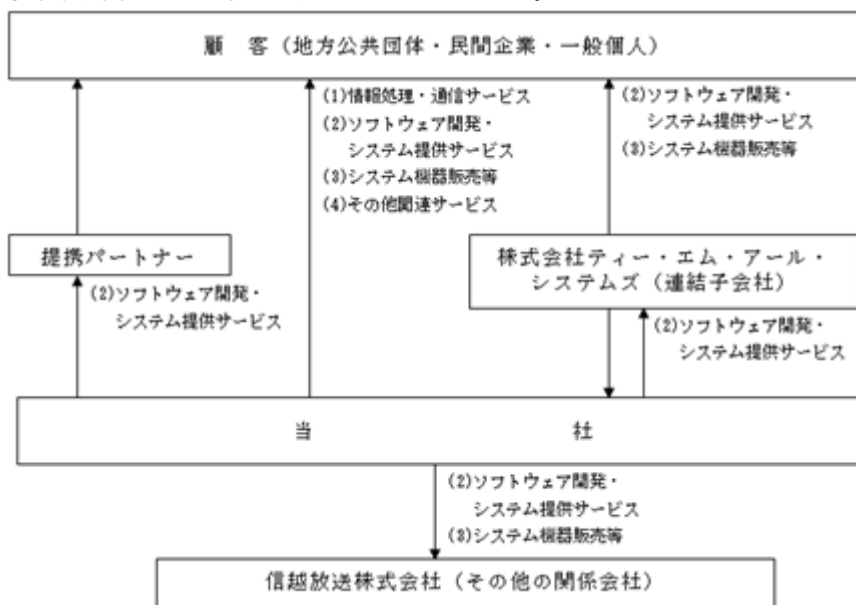 顧 客（地方公共団体・民間企業・一般個人）
(1)情報処理・通信サービス
(2)ソフトウェア開発・
システム提供サービス
(3)システム機器販売等
(4)その他関連サービス
(2)ソフトウェア開発・
システム提供サービス
(3)システム機器販売等
提携パートナー
(2)ソフトウェア開発・
システム提供サービス
株式会社ティー・エム・アール・
システムズ（連結子会社）
(2)ソフトウェア開発・
システム提供サービス
当 社
(2)ソフトウェア開発・
システム提供サービス
(3)システム機器販売等
信越放送株式会社（その他の関係会社）